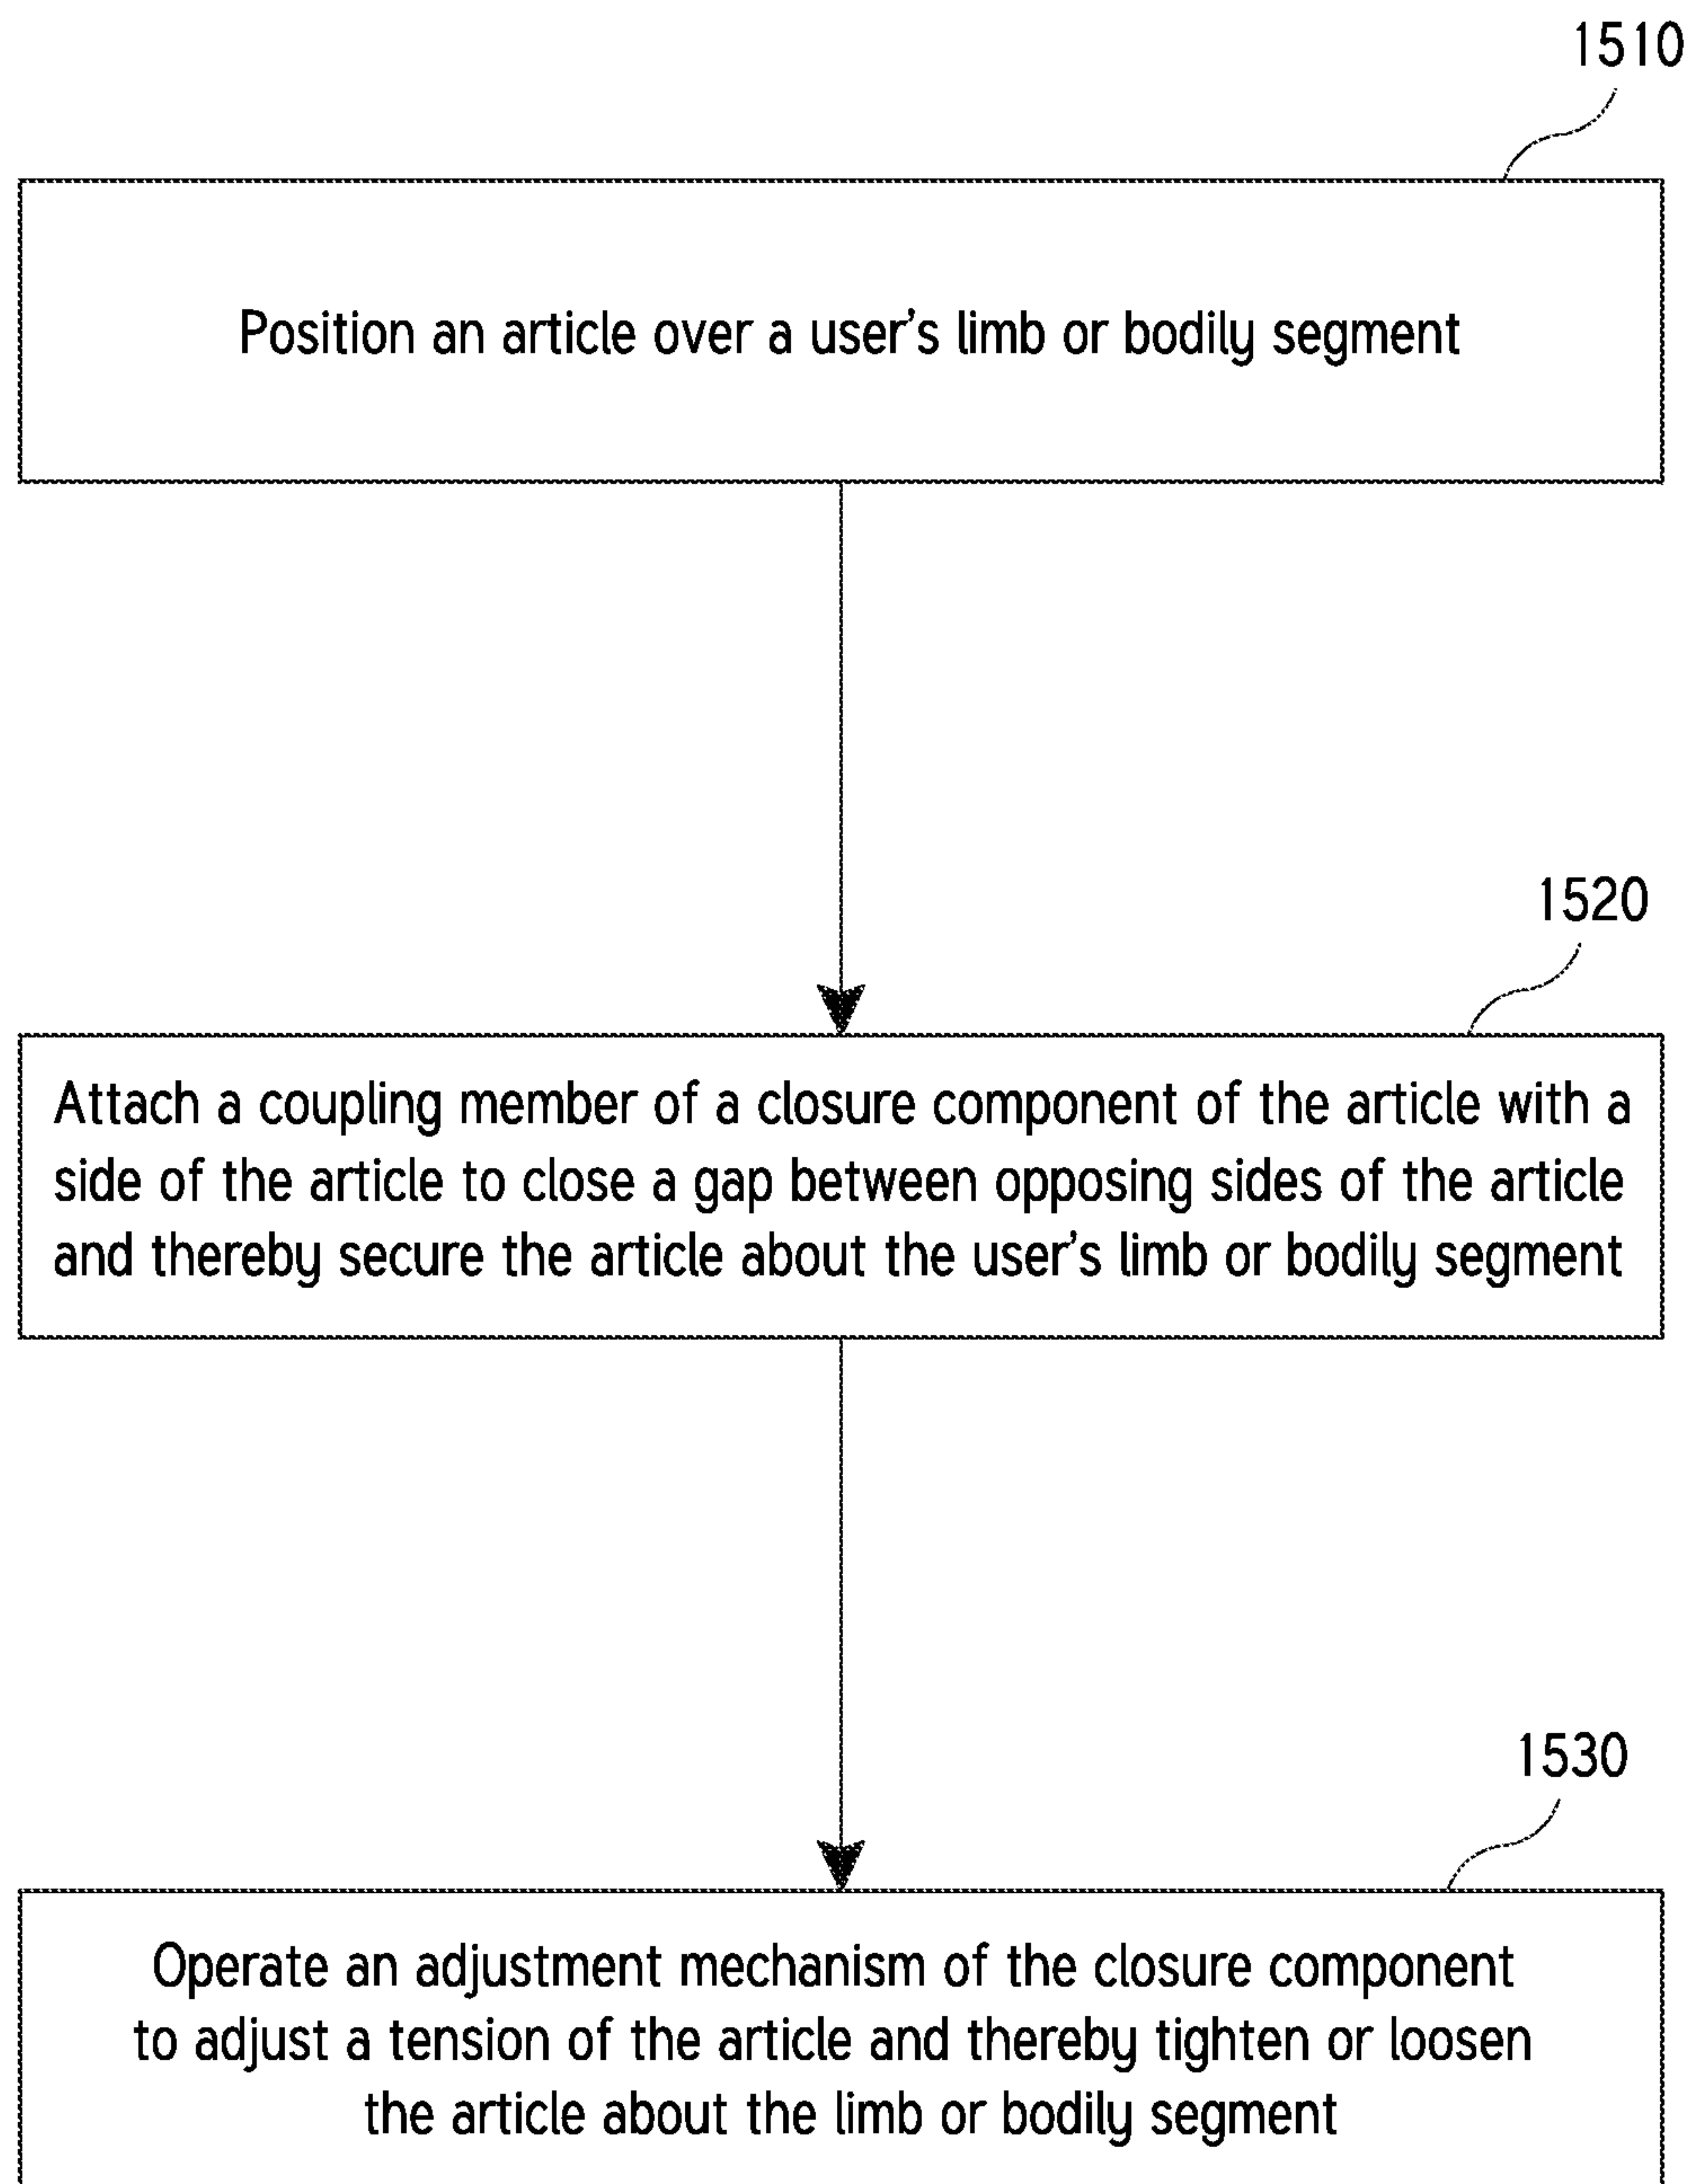 1510
Position an article over a user's limb or bodily segment
1520
Attach a coupling member of a closure component of the article with a
side of the article to close a gap between opposing sides of the article
and thereby secure the article about the user's limb or bodily segment
1530
Operate an adjustment mechanism of the closure component
to adjust a tension of the article and thereby tighten or loosen
the article about the limb or bodily segment